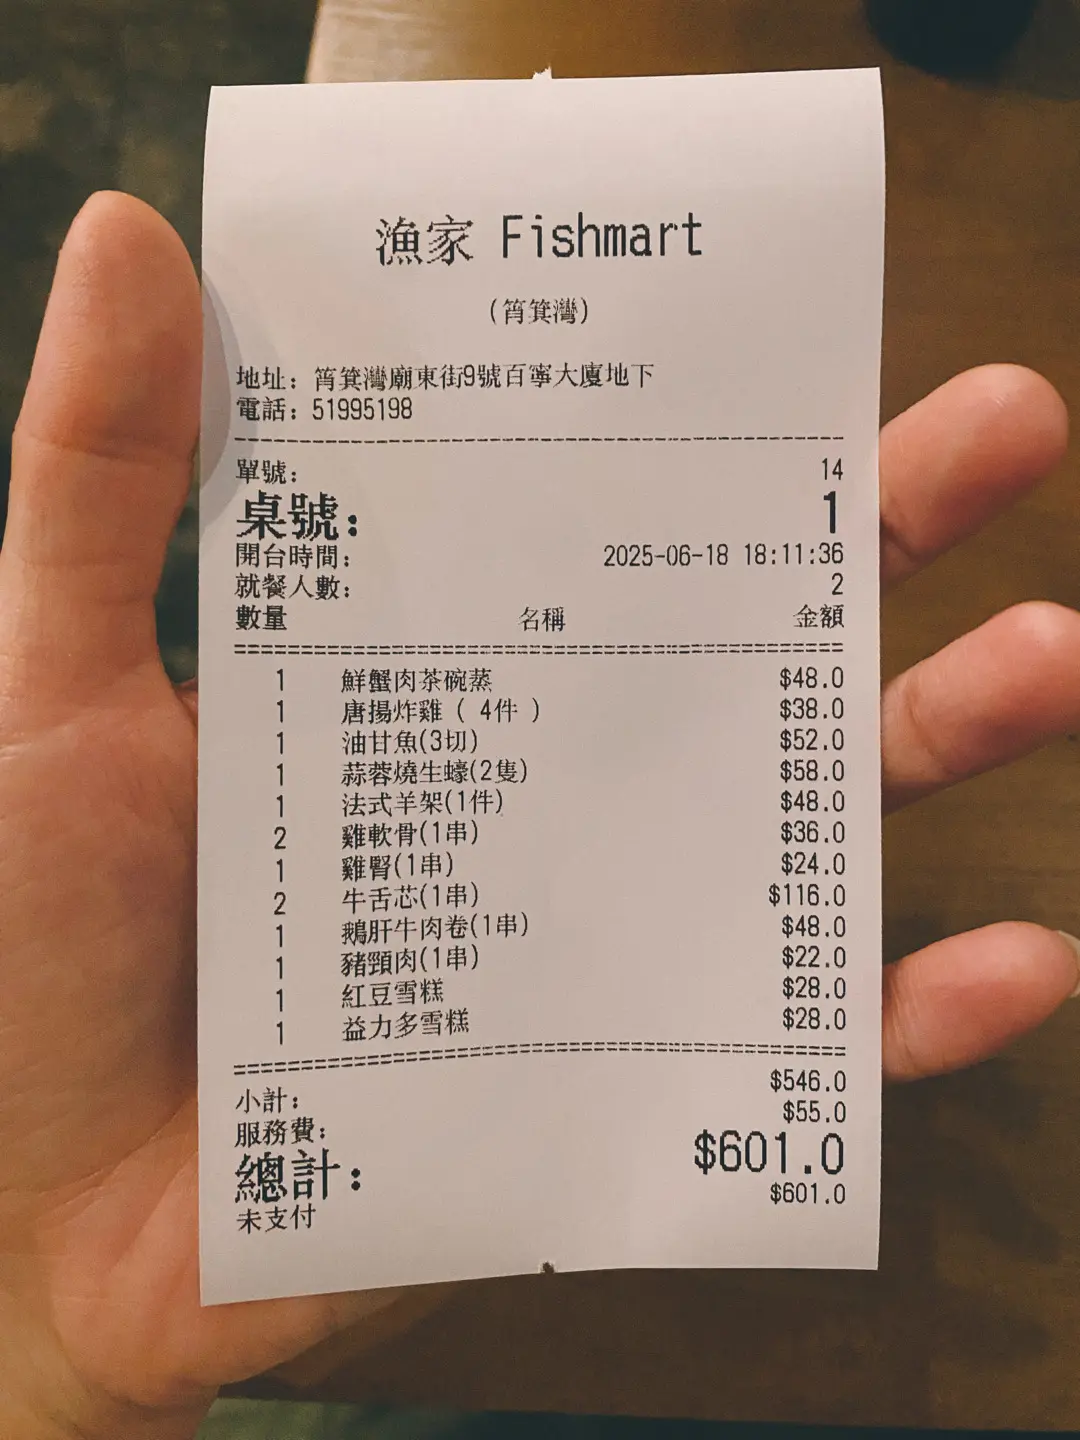 漁家 Fishmart
(筲箕灣)
地址: 筲箕灣廟東街9號百寧大廈地下
電話: 51995198
單號: 14
桌號: 1
開台時間: 2025-06-18 18:11:36
就餐人數: 2
數量 名稱 金額
1 鮮蟹肉茶碗蒸 $48.0
1 唐揚炸雞 ( 4件 ) $38.0
1 油甘魚(3切) $52.0
1 蒜蓉燒生蠔(2隻) $58.0
1 法式羊架(1件) $48.0
2 雞軟骨(1串) $36.0
1 雞腎(1串) $24.0
2 牛舌芯(1串) $116.0
1 鵝肝牛肉卷(1串) $48.0
1 豬頸肉(1串) $22.0
1 紅豆雪糕 $28.0
1 益力多雪糕 $28.0
小計: $546.0
服務費: $55.0
總計: $601.0
未支付 $601.0